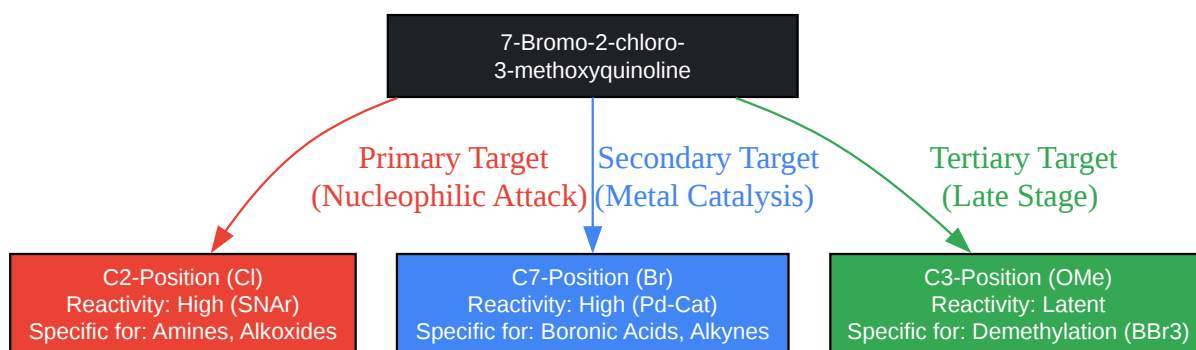 7-Bromo-2-chloro-
3-methoxyquinoline
Primary Target
(Nucleophilic Attack)
Secondary Target
(Metal Catalysis)
Tertiary Target
(Late Stage)
C2-Position (Cl)
Reactivity: High (SNAr)
Specific for: Amines, Alkoxides
C7-Position (Br)
Reactivity: High (Pd-Cat)
Specific for: Boronic Acids, Alkynes
C3-Position (OMe)
Reactivity: Latent
Specific for: Demethylation (BBr3)